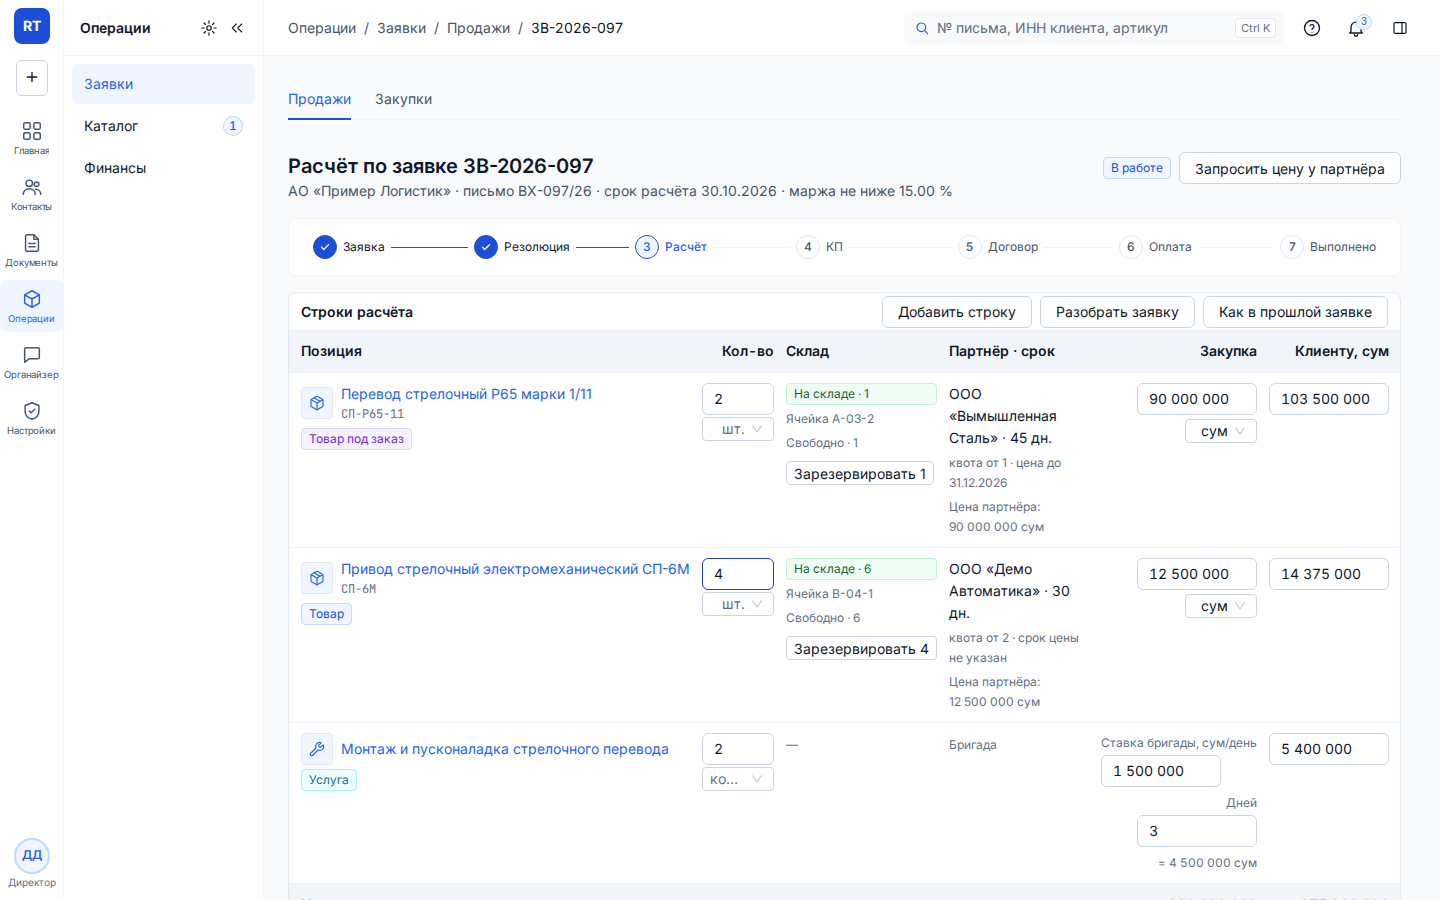 RT
Операции
Операции / Заявки / Продажи / ЗВ-2026-097
№ письма, ИНН клиента, артикул
Ctrl K
3
Главная
Контакты
Документы
Операции
Органайзер
Настройки
ДД
Директор
Заявки
Каталог
1
Финансы
Продажи
Закупки
Расчёт по заявке ЗВ-2026-097
В работе
Запросить цену у партнёра
АО «Пример Логистик» · письмо ВХ-097/26 · срок расчёта 30.10.2026 · маржа не ниже 15.00 %
Заявка
Резолюция
3 Расчёт
4 КП
5 Договор
6 Оплата
7 Выполнено
Строки расчёта
Добавить строку
Разобрать заявку
Как в прошлой заявке
Позиция
Кол-во
Склад
Партнёр · срок
Закупка
Клиенту, сум
Перевод стрелочный Р65 марки 1/11
СП-Р65-11
Товар под заказ
2
шт.
На складе · 1
Ячейка А-03-2
Свободно · 1
Зарезервировать 1
ООО
«Вымышленная
Сталь» · 45 дн.
квота от 1 · цена до
31.12.2026
Цена партнёра:
90 000 000 сум
90 000 000
сум
103 500 000
Привод стрелочный электромеханический СП-6М
СП-6М
Товар
4
шт.
На складе · 6
Ячейка В-04-1
Свободно · 6
Зарезервировать 4
ООО «Демо
Автоматика» · 30
дн.
квота от 2 · срок цены
не указан
Цена партнёра:
12 500 000 сум
12 500 000
сум
14 375 000
Монтаж и пусконаладка стрелочного перевода
Услуга
2
ко...
—
Бригада
Ставка бригады, сум/день
1 500 000
Дней
3
= 4 500 000 сум
5 400 000